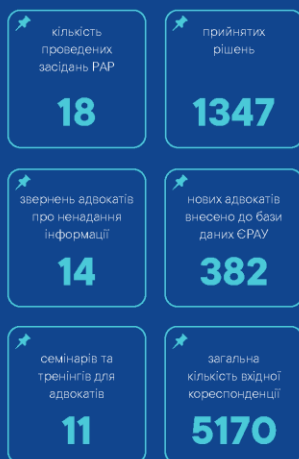 кількість
проведених
засідань РАР
18
прийнятих
рішень
1347
звернень адвокатів
про ненадання
інформації
14
нових адвокатів
внесено до бази
даних ЄРАУ
382
семінарів та
тренінгів для
адвокатів
11
загальна
кількість вхідної
кореспонденції
5170